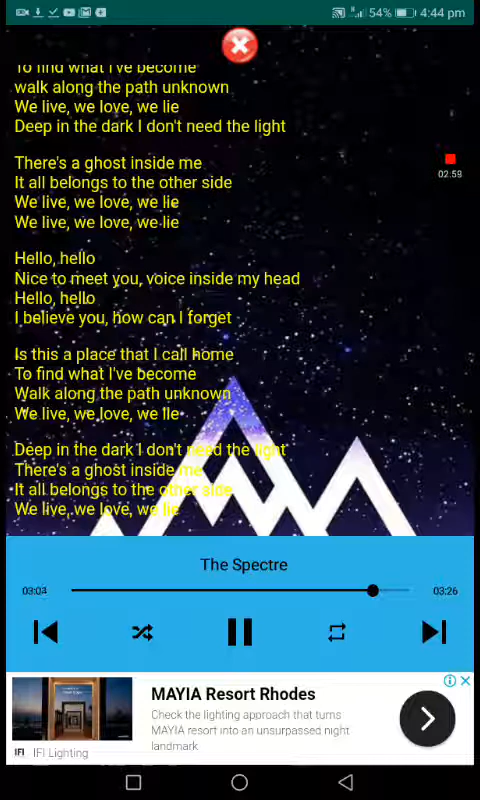 54% 4:44 pm
To find what I've become
walk along the path unknown
We live, we love, we lie
Deep in the dark I don't need the light
There's a ghost inside me
It all belongs to the other side
We live, we love, we lie
We live, we love, we lie
02:59
Hello, hello
Nice to meet you, voice inside my head
Hello, hello
I believe you, how can I forget
Is this a place that I call home
To find what I've become
Walk along the path unknown
We live, we love, we lie
Deep in the dark I don't need the light
There's a ghost inside me
It all belongs to the other side
We live, we love, we lie
The Spectre
03:04 03:26
MAYIA Resort Rhodes
Check the lighting approach that turns
MAYIA resort into an unsurpassed night
landmark
IFI IFI Lighting